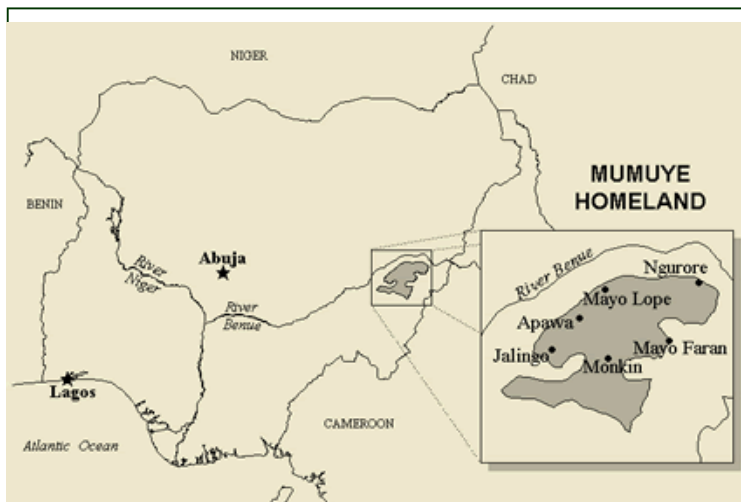 NIGER
CHAD
MUMUYE
HOMELAND
BENIN
Abuja
River
Niger
River
Benue
Lagos
Atlantic Ocean
CAMEROON
River Benue
Ngurore
Mayo Lope
Apawa
Jalingo
Mayo Faran
Monkin